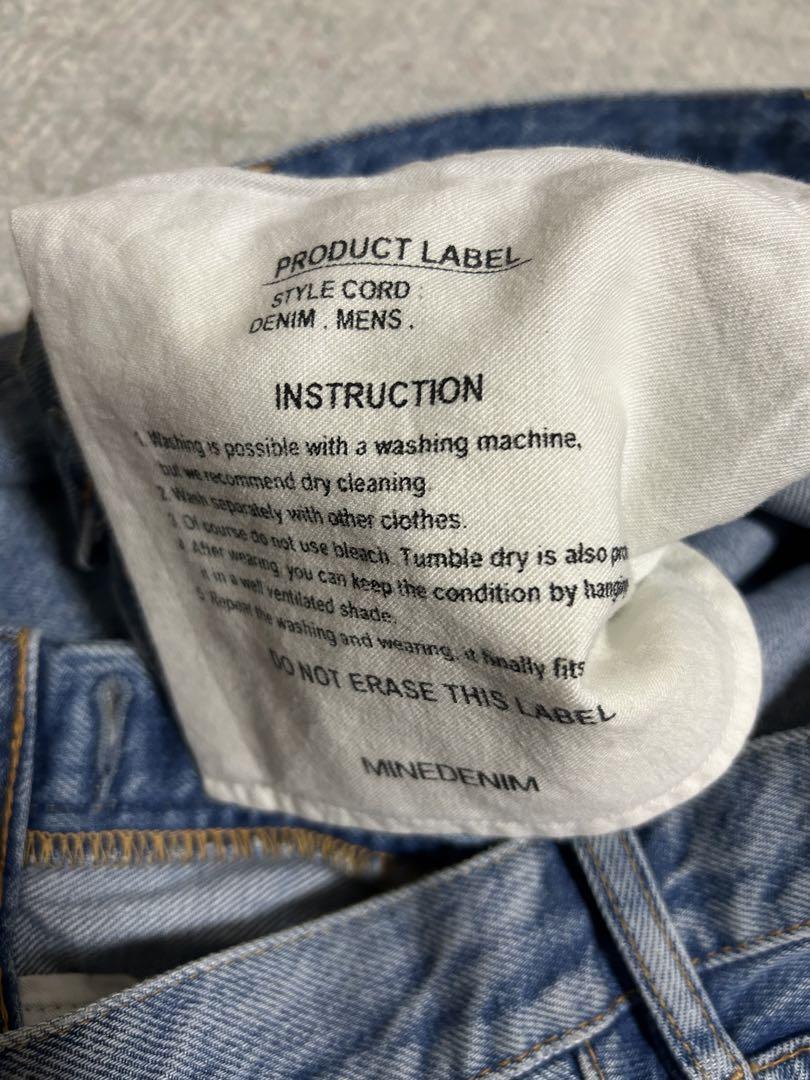 PRODUCT LABEL
STYLE CORD :
DENIM . MENS .
INSTRUCTION
1. Washing is possible with a washing machine,
but we recommend dry cleaning
2. Wash separately with other clothes.
3. Of course do not use bleach. Tumble dry is also
4. After wearing, you can keep the condition by
it in a well ventilated shade.
5. Repeat the washing and wearing, it finally fits
DO NOT ERASE THIS LABEL
MINEDENIM